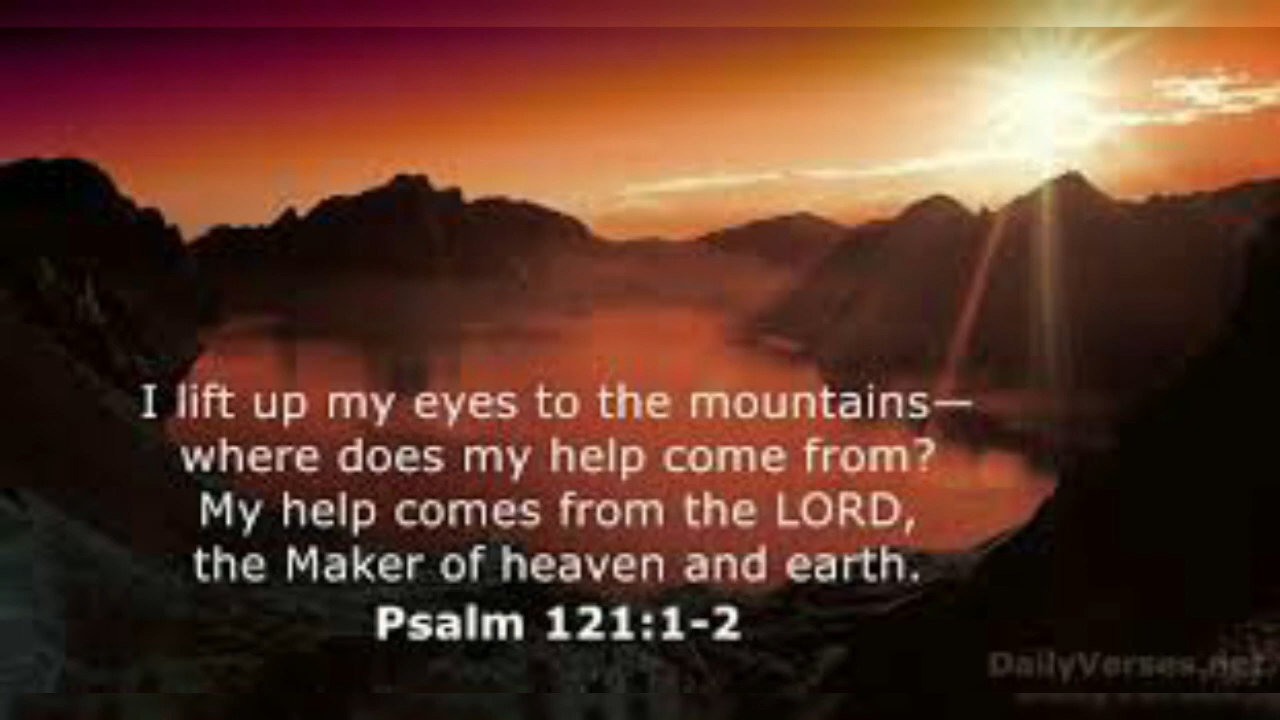 I lift up my eyes to the mountains—
where does my help come from?
My help comes from the LORD,
the Maker of heaven and earth.
Psalm 121:1-2
DailyVerses.net